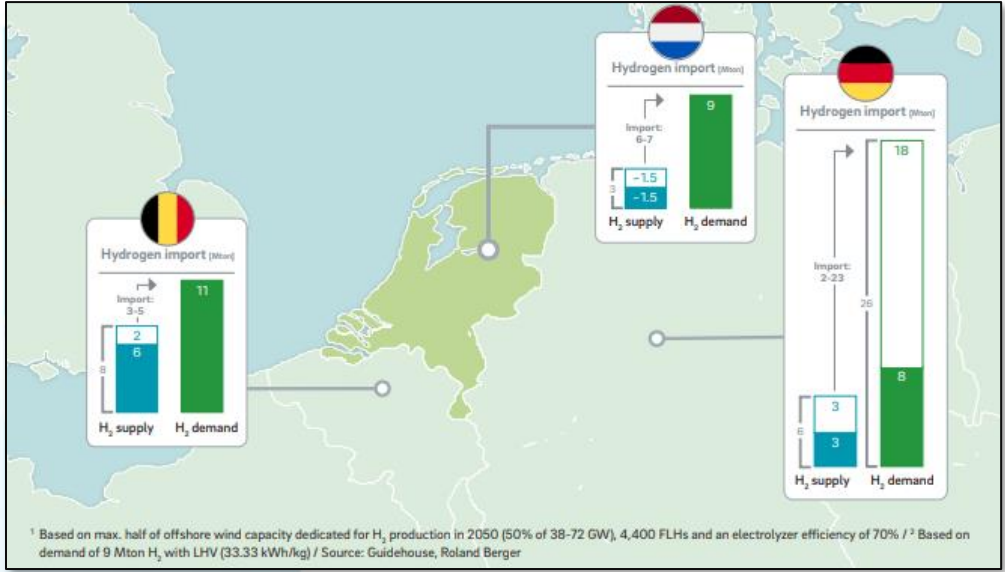 Hydrogen import [Mton]
9
Import:
6-7
~1.5
3
~1.5
H₂ supply
H₂ demand
Hydrogen import [Mton]
18
Import:
2-23
26
8
3
6
3
H₂ supply
H₂ demand
Hydrogen import [Mton]
11
Import:
3-5
2
6
8
H₂ supply
H₂ demand
¹ Based on max. half of offshore wind capacity dedicated for H₂ production in 2050 (50% of 38-72 GW), 4,400 FLHs and an electrolyzer efficiency of 70% / ² Based on
demand of 9 Mton H₂ with LHV (33.33 kWh/kg) / Source: Guidehouse, Roland Berger